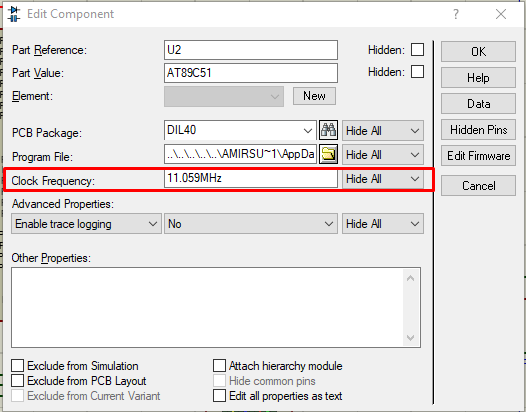 Edit Component ? ×
Part Reference: U2 Hidden:
Part Value: AT89C51 Hidden:
Element: New
PCB Package: DIL40 Hide All
Program File: ..\..\..\..\..\AMIRSU~1\AppDa Hide All
Clock Frequency: 11.059MHz Hide All
Advanced Properties:
Enable trace logging No Hide All
Other Properties:
Exclude from Simulation Attach hierarchy module
Exclude from PCB Layout Hide common pins
Exclude from Current Variant Edit all properties as text
OK
Help
Data
Hidden Pins
Edit Firmware
Cancel